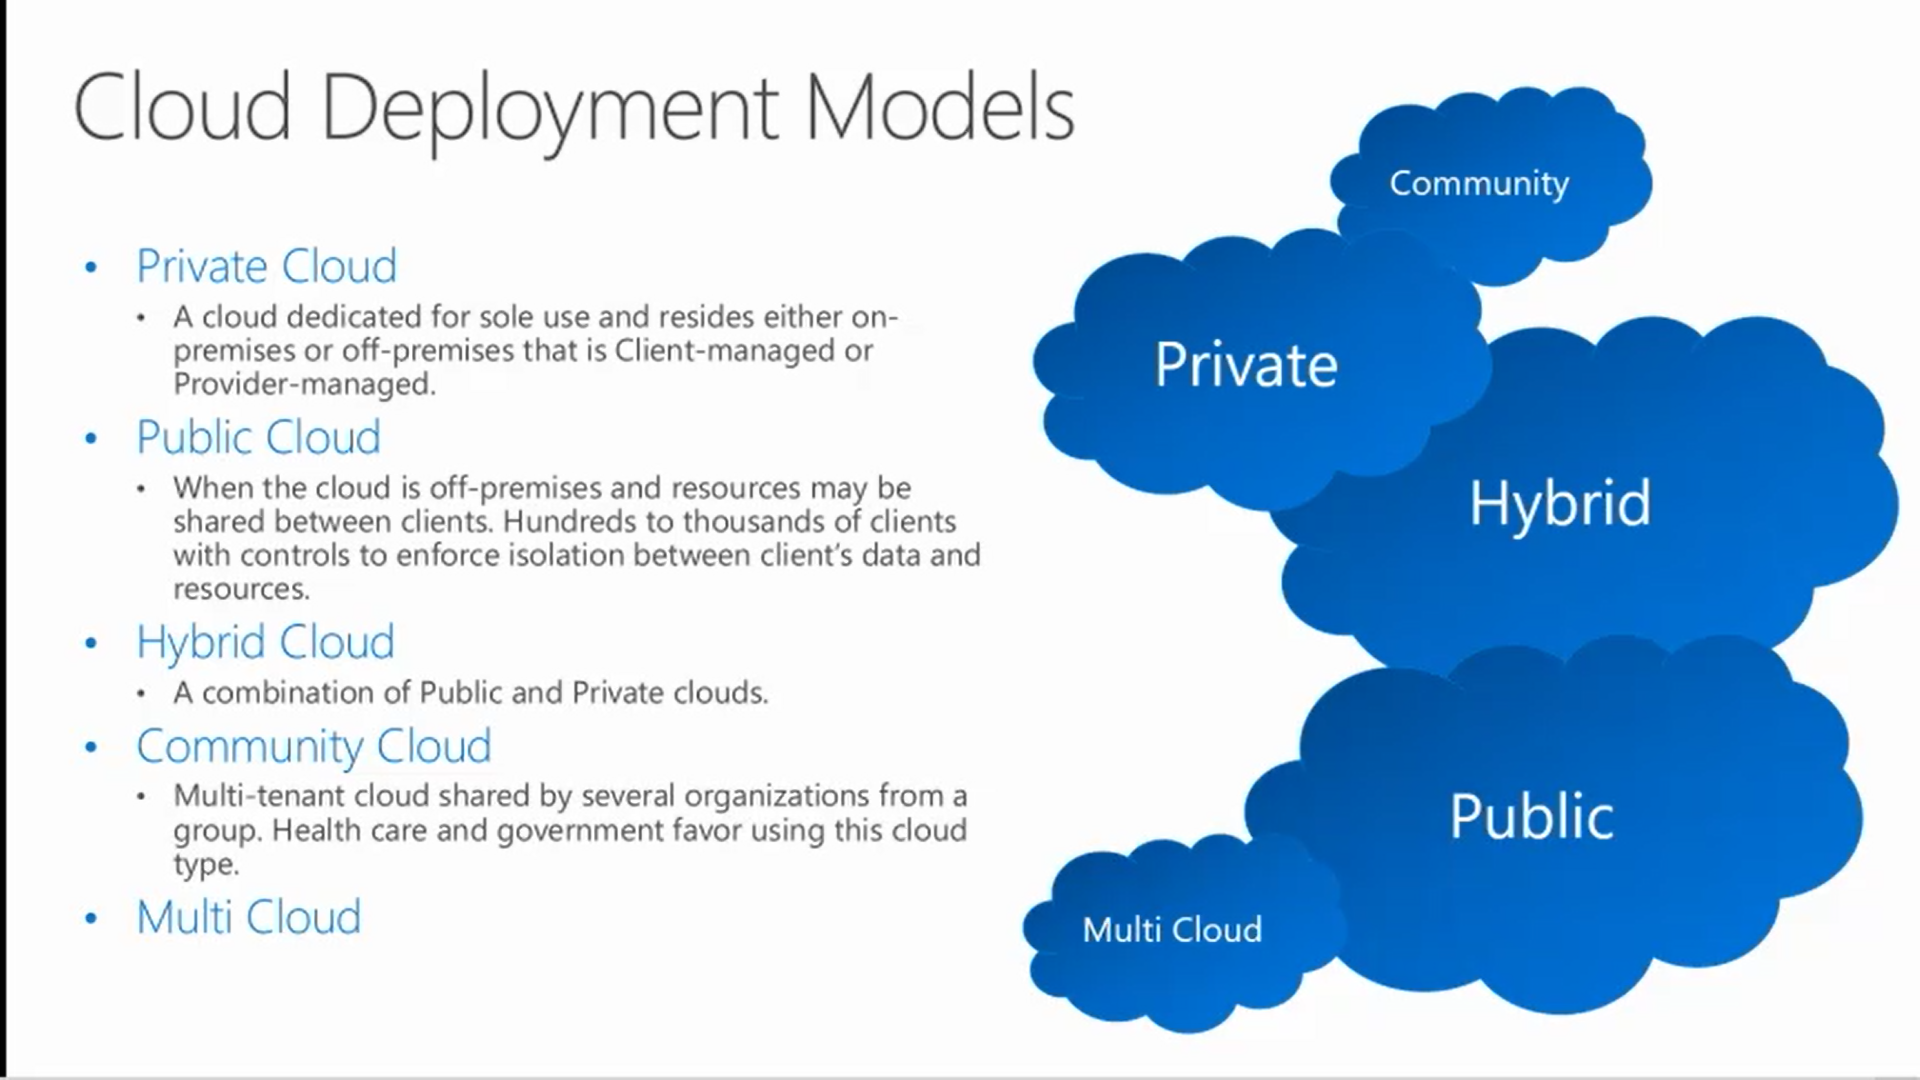 Cloud Deployment Models
• Private Cloud
• A cloud dedicated for sole use and resides either on-
premises or off-premises that is Client-managed or
Provider-managed.
• Public Cloud
• When the cloud is off-premises and resources may be
shared between clients. Hundreds to thousands of clients
with controls to enforce isolation between client's data and
resources.
• Hybrid Cloud
• A combination of Public and Private clouds.
• Community Cloud
• Multi-tenant cloud shared by several organizations from a
group. Health care and government favor using this cloud
type.
• Multi Cloud
Community
Private
Hybrid
Public
Multi Cloud